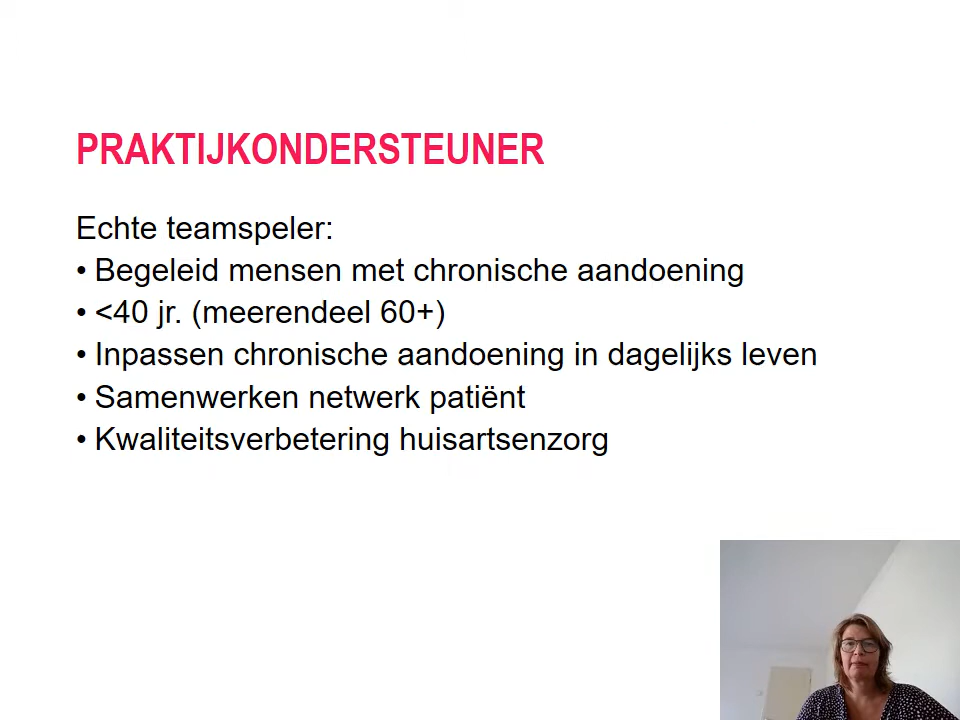 PRAKTIJKONDERSTEUNER
Echte teamspeler:
• Begeleid mensen met chronische aandoening
• <40 jr. (meerendeel 60+)
• Inpassen chronische aandoening in dagelijks leven
• Samenwerken netwerk patiënt
• Kwaliteitsverbetering huisartsenzorg